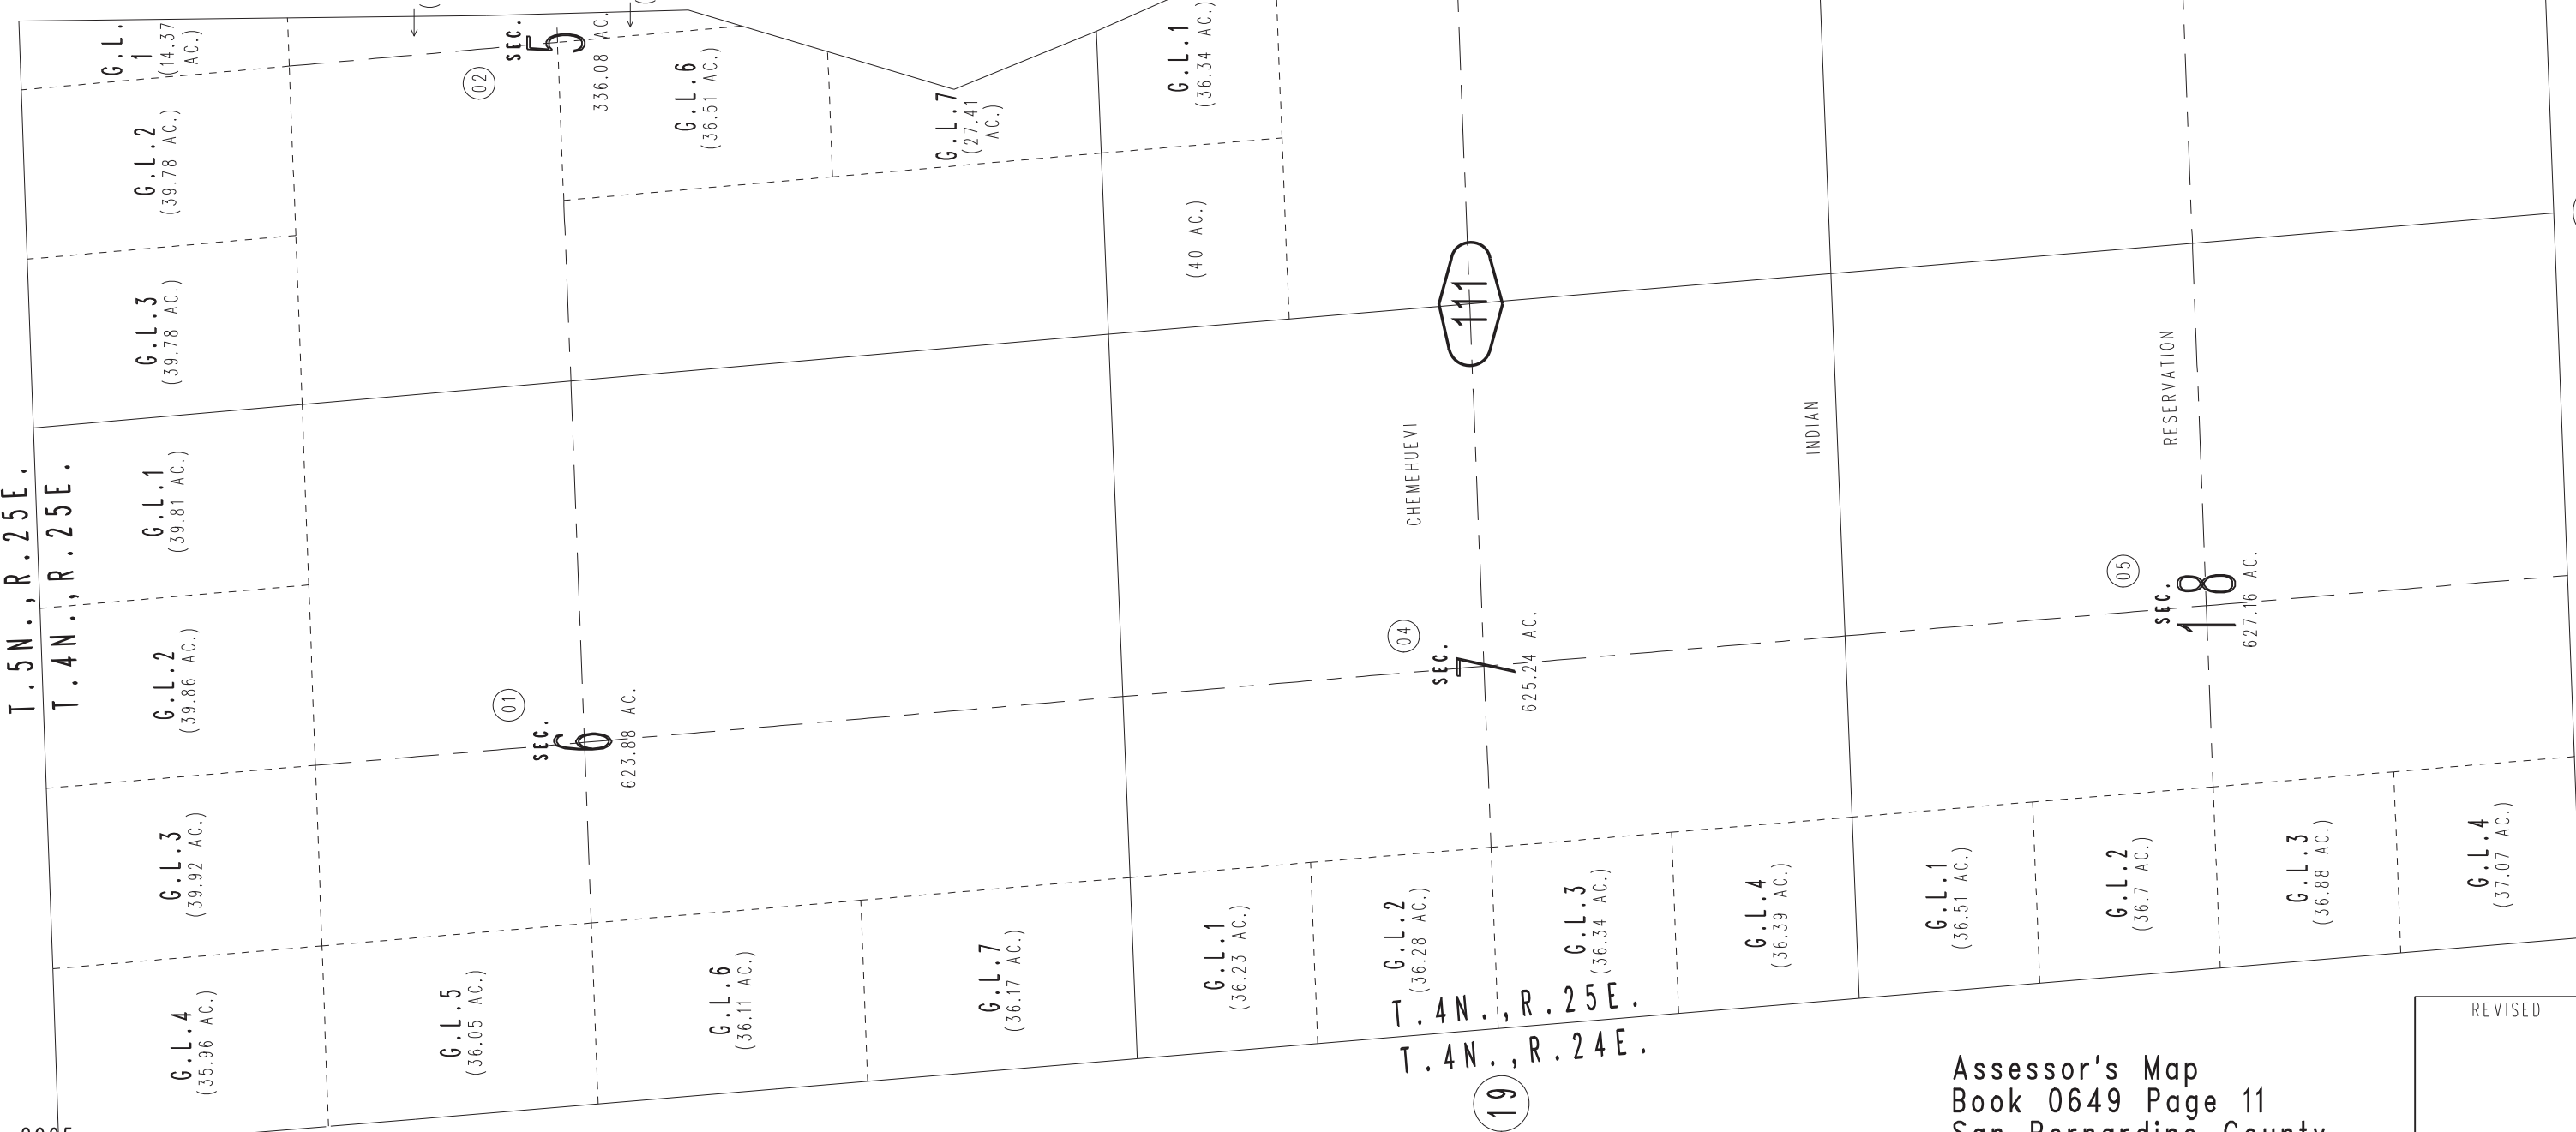 G.L.
1
(14.37
AC.)
G.L.2
(39.78 AC.)
G.L.3
(39.78 AC.)
02
SEC.
5
336.08 AC.
G.L.6
(36.51 AC.)
G.L.7
(27.41
AC.)
G.L.1
(36.34 AC.)
(40 AC.)
111
CHEMEHUEVI
INDIAN
RESERVATION
T.5N.,R.25E.
T.4N.,R.25E.
G.L.1
(39.81 AC.)
G.L.2
(39.86 AC.)
G.L.3
(39.92 AC.)
G.L.4
(35.96 AC.)
01
SEC.
6
623.88 AC.
G.L.5
(36.05 AC.)
G.L.6
(36.11 AC.)
G.L.7
(36.17 AC.)
04
SEC.
7
625.24 AC.
G.L.1
(36.23 AC.)
G.L.2
(36.28 AC.)
G.L.3
(36.34 AC.)
G.L.4
(36.39 AC.)
05
SEC.
18
627.16 AC.
G.L.1
(36.51 AC.)
G.L.2
(36.7 AC.)
G.L.3
(36.88 AC.)
G.L.4
(37.07 AC.)
T.4N.,R.25E.
T.4N.,R.24E.
19
REVISED
Assessor's Map
Book 0649 Page 11
San Bernardino County